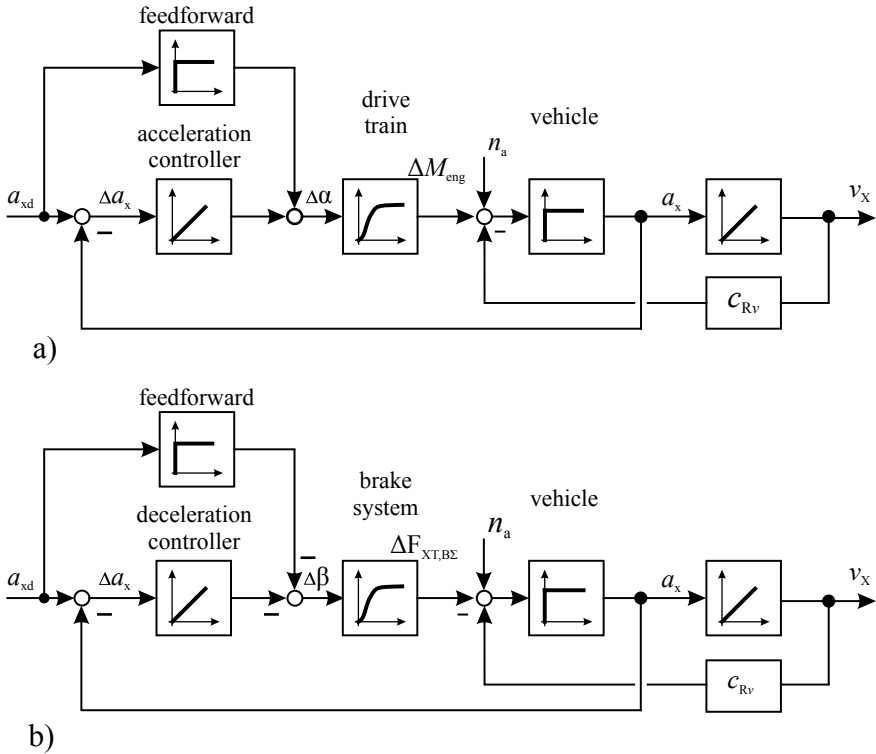 feedforward
drive
train
vehicle
acceleration
controller
ΔM_eng
n_a
a_xd
Δa_x
Δα
a_x
v_X
−
-
c_Rv
a)
feedforward
brake
system
vehicle
deceleration
controller
n_a
ΔF_XT,BΣ
−
a_xd
Δa_x
Δβ
a_x
v_X
−
−
-
c_Rv
b)